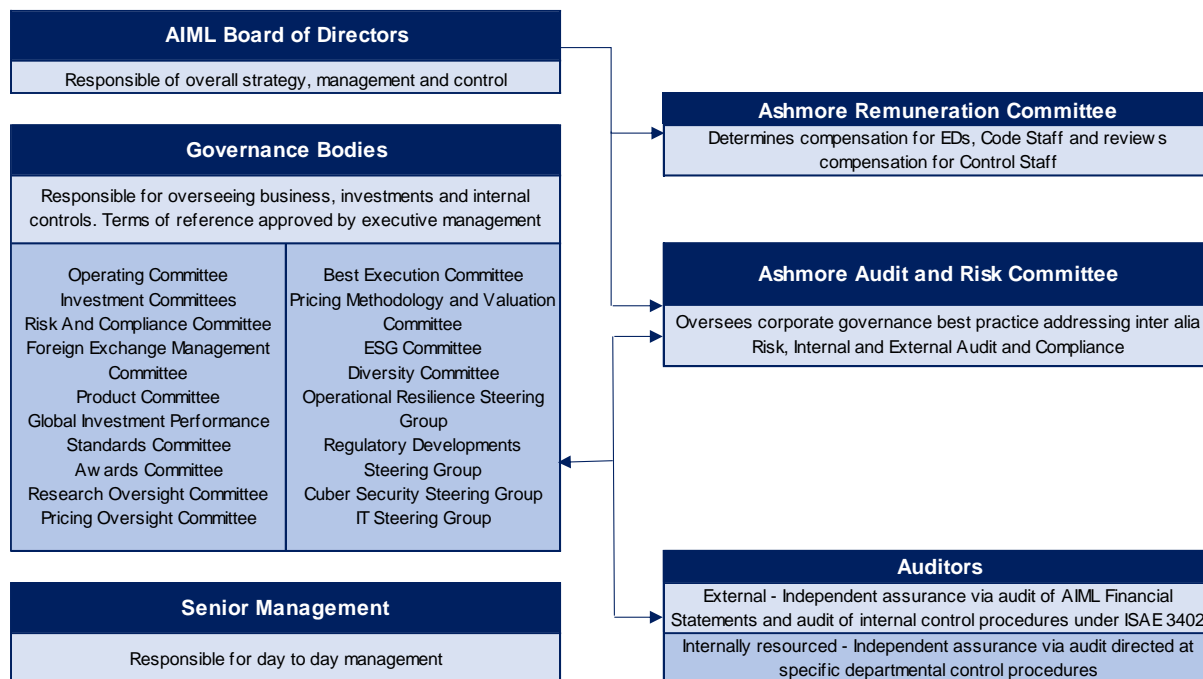 AIML Board of Directors
Responsible of overall strategy, management and control
Governance Bodies
Responsible for overseeing business, investments and internal
controls. Terms of reference approved by executive management
Operating Committee
Investment Committees
Risk And Compliance Committee
Foreign Exchange Management
Committee
Product Committee
Global Investment Performance
Standards Committee
Awards Committee
Research Oversight Committee
Pricing Oversight Committee
Best Execution Committee
Pricing Methodology and Valuation
Committee
ESG Committee
Diversity Committee
Operational Resilience Steering
Group
Regulatory Developments
Steering Group
Cuber Security Steering Group
IT Steering Group
Senior Management
Responsible for day to day management
Ashmore Remuneration Committee
Determines compensation for EDs, Code Staff and reviews
compensation for Control Staff
Ashmore Audit and Risk Committee
Oversees corporate governance best practice addressing inter alia
Risk, Internal and External Audit and Compliance
Auditors
External - Independent assurance via audit of AIML Financial
Statements and audit of internal control procedures under ISAE 3402
Internally resourced - Independent assurance via audit directed at
specific departmental control procedures